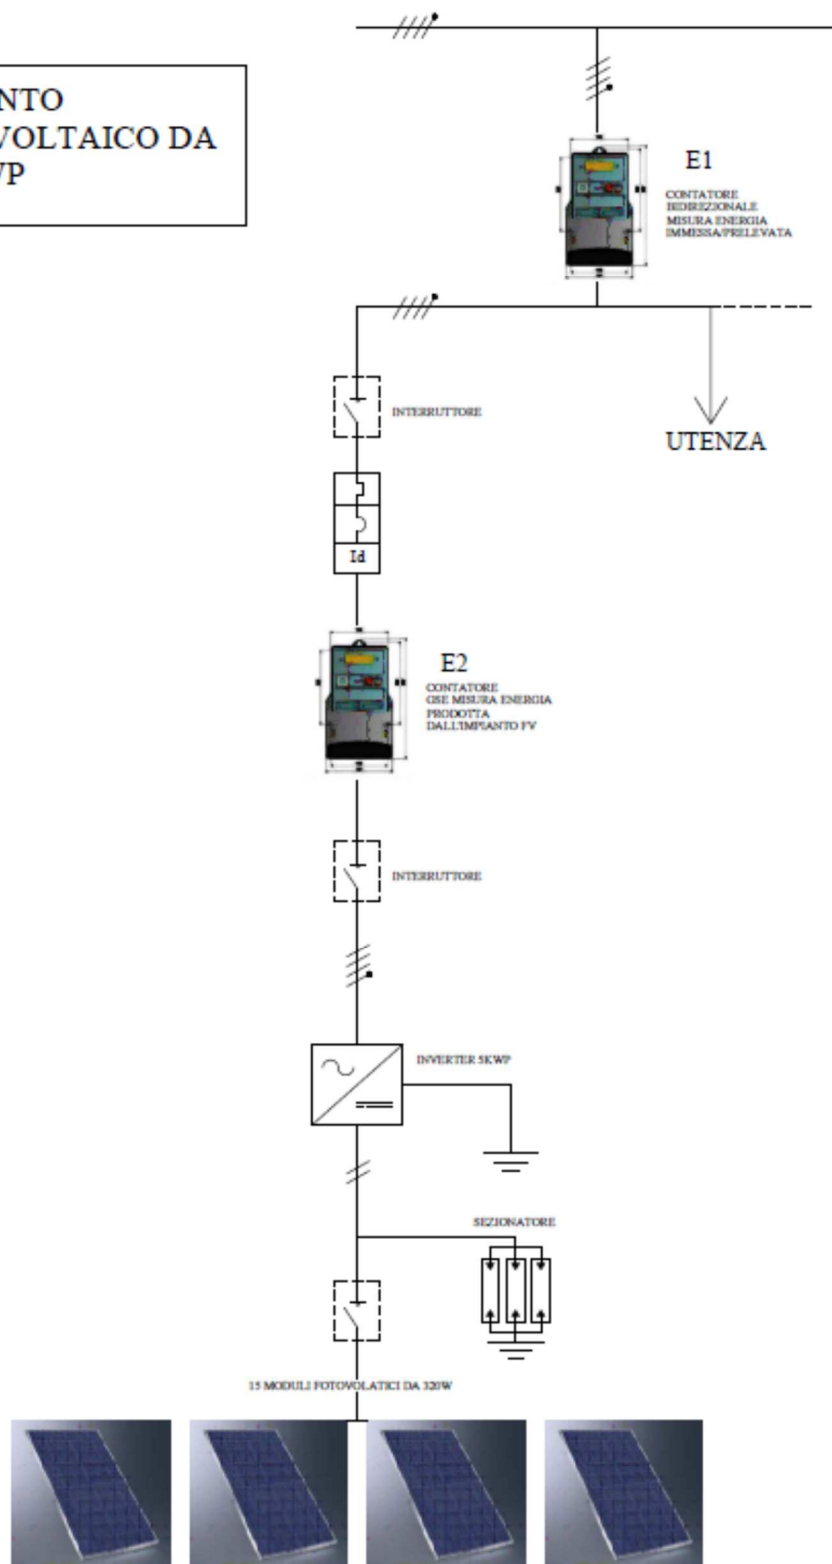 NTO
VOLTAICO DA
WP
E1
CONTATORE
BIDIREZIONALE
MISURA ENERGIA
IMMESSA/PRELEVATA
INTERRUTTORE
UTENZA
Id
E2
CONTATORE
GSE MISURA ENERGIA
PRODOTTA
DALL'IMPIANTO FV
INTERRUTTORE
INVERTER 5KWP
SEZIONATORE
15 MODULI FOTOVOLATICI DA 320W